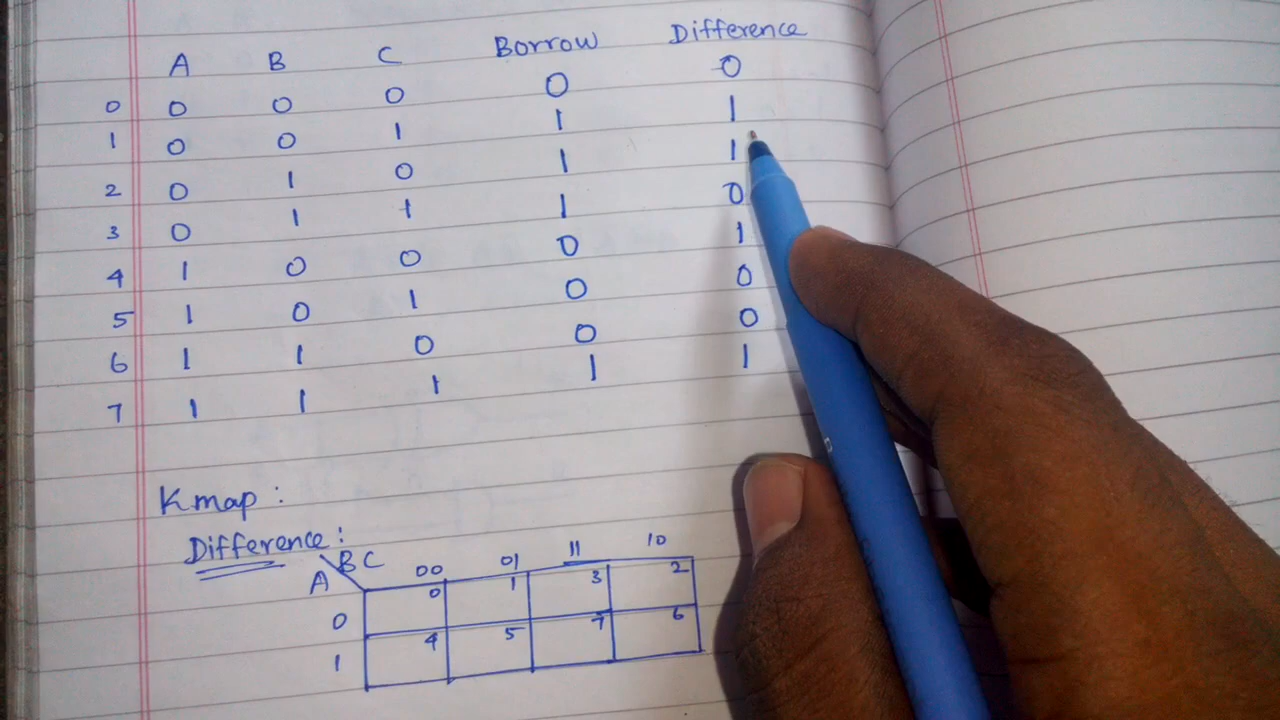 A B C Borrow Difference
0 0 0 0 0 0
1 0 0 1 1 1
2 0 1 0 1 1
3 0 1 1 1 0
4 1 0 0 0 1
5 1 0 1 0 0
6 1 1 0 0 0
7 1 1 1 1 1
Kmap :
Difference :
A BC 00 01 11 10
0 0 1 3 2
1 4 5 7 6